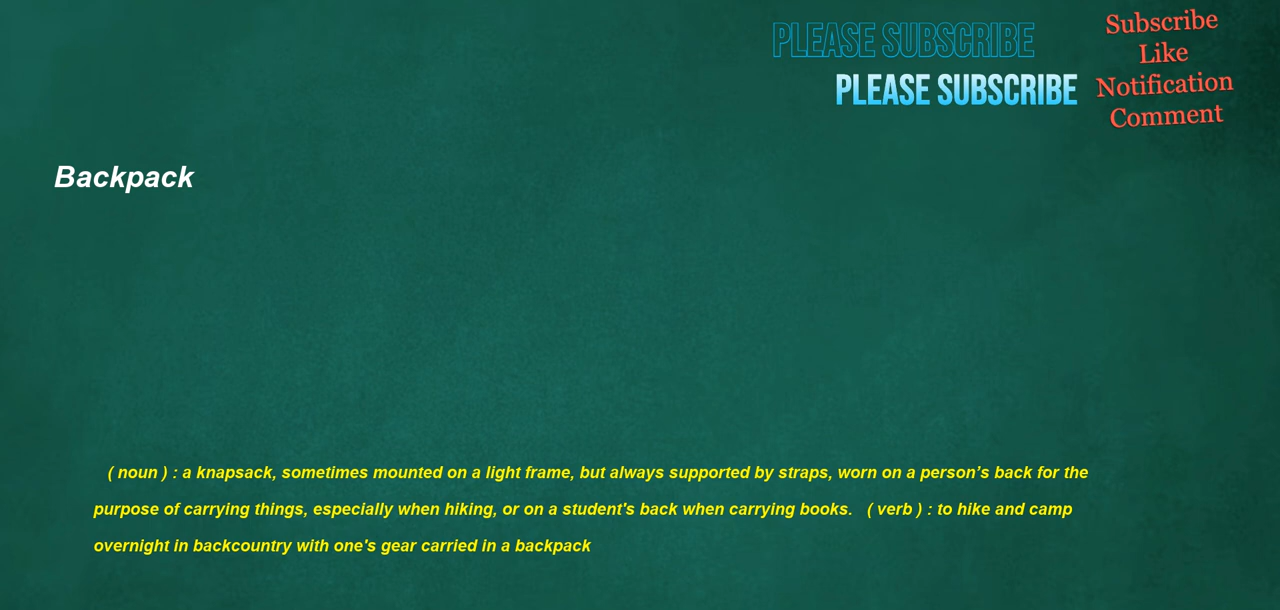 PLEASE SUBSCRIBE
PLEASE SUBSCRIBE
Subscribe
Like
Notification
Comment
Backpack
( noun ) : a knapsack, sometimes mounted on a light frame, but always supported by straps, worn on a person’s back for the
purpose of carrying things, especially when hiking, or on a student's back when carrying books. ( verb ) : to hike and camp
overnight in backcountry with one's gear carried in a backpack